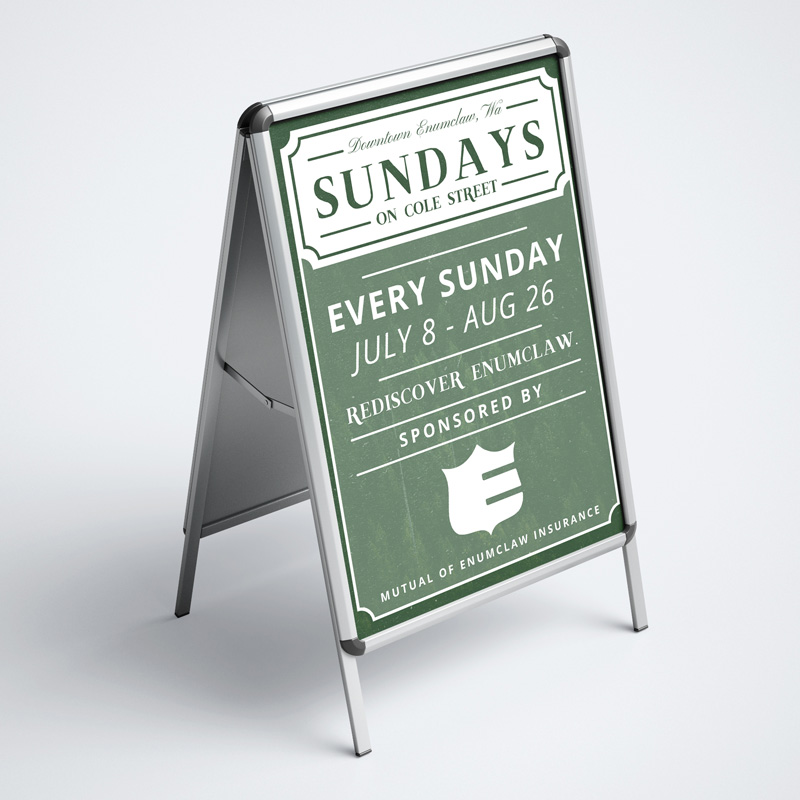 Downtown Enumclaw, Wa
SUNDAYS
ON COLE STREET
EVERY SUNDAY
JULY 8 - AUG 26
REDISCOVER ENUMCLAW.
SPONSORED BY
E
MUTUAL OF ENUMCLAW INSURANCE